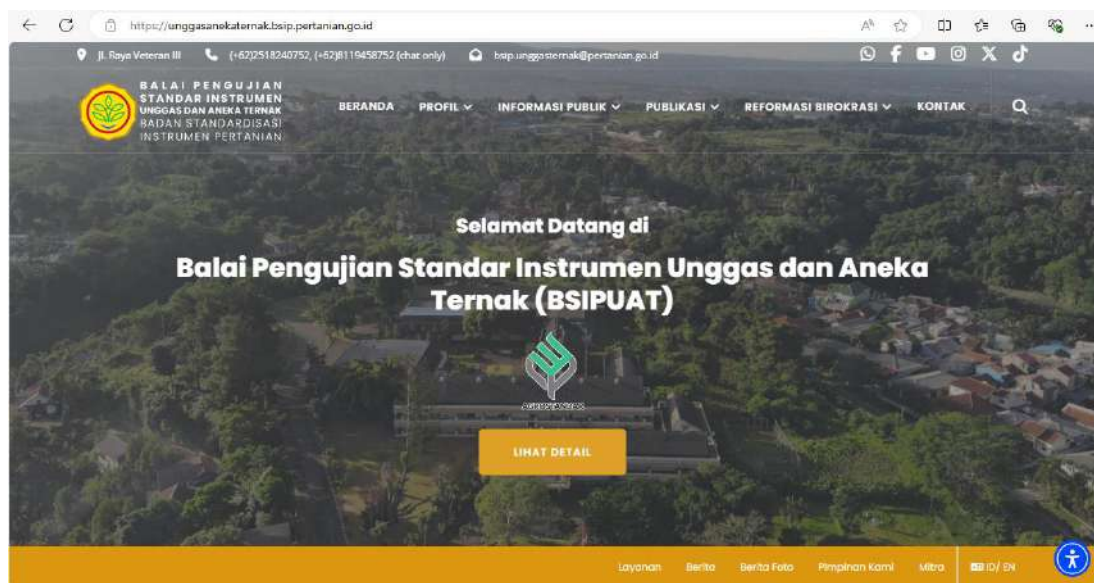 https://unggasanekaternak.bsip.pertanian.go.id
Jl. Raya Veteran III (+62)2518240752, (+62)8119458752 (chat only) bsip.unggasternak@pertanian.go.id
BALAI PENGUJIAN
STANDAR INSTRUMEN
UNGGAS DAN ANEKA TERNAK
BADAN STANDARDISASI
INSTRUMEN PERTANIAN
BERANDA PROFIL INFORMASI PUBLIK PUBLIKASI REFORMASI BIROKRASI KONTAK
Selamat Datang di
Balai Pengujian Standar Instrumen Unggas dan Aneka
Ternak (BSIPUAT)
AGROSTANDAR
LIHAT DETAIL
Layanan Berita Berita Foto Pimpinan Kami Mitra ID/ EN